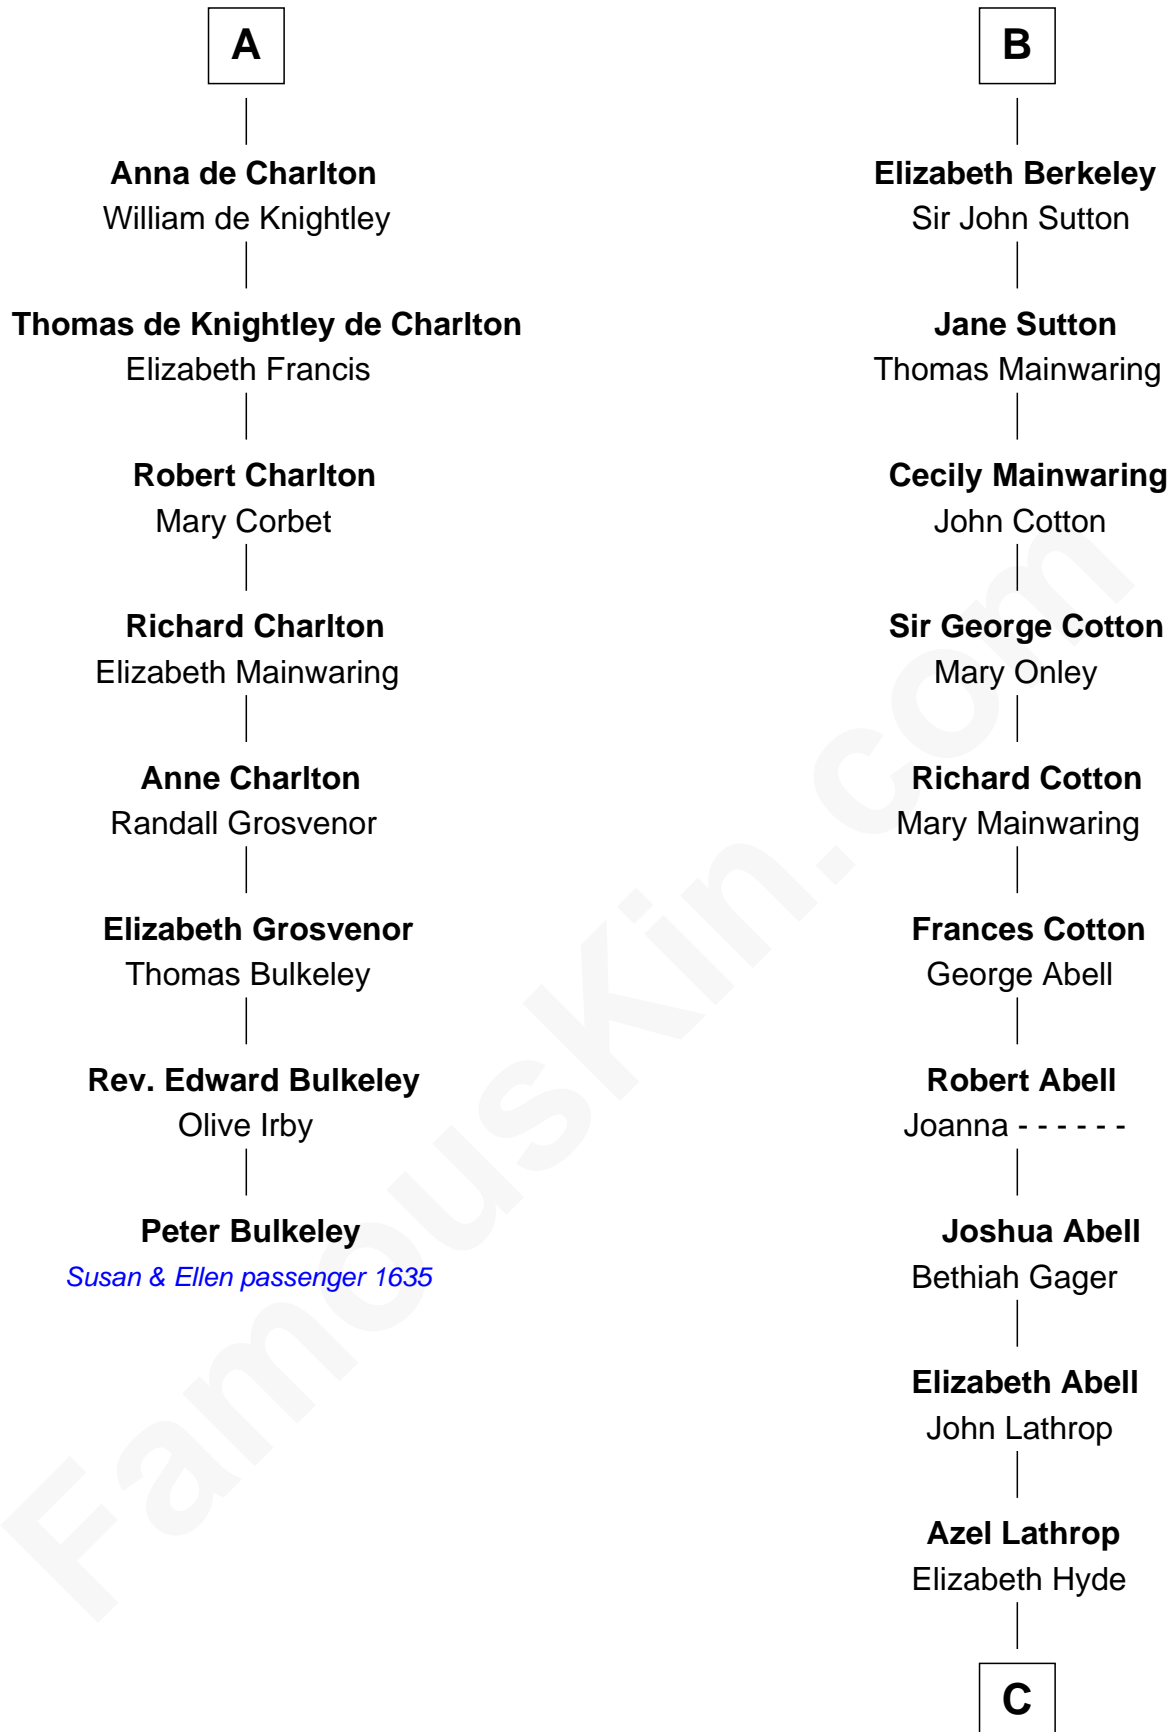 A
Anna de Charlton
William de Knightley
Thomas de Knightley de Charlton
Elizabeth Francis
Robert Charlton
Mary Corbet
Richard Charlton
Elizabeth Mainwaring
Anne Charlton
Randall Grosvenor
Elizabeth Grosvenor
Thomas Bulkeley
Rev. Edward Bulkeley
Olive Irby
Peter Bulkeley
Susan & Ellen passenger 1635
B
Elizabeth Berkeley
Sir John Sutton
Jane Sutton
Thomas Mainwaring
Cecily Mainwaring
John Cotton
Sir George Cotton
Mary Onley
Richard Cotton
Mary Mainwaring
Frances Cotton
George Abell
Robert Abell
Joanna - - - - - -
Joshua Abell
Bethiah Gager
Elizabeth Abell
John Lathrop
Azel Lathrop
Elizabeth Hyde
C
FamousKin.com